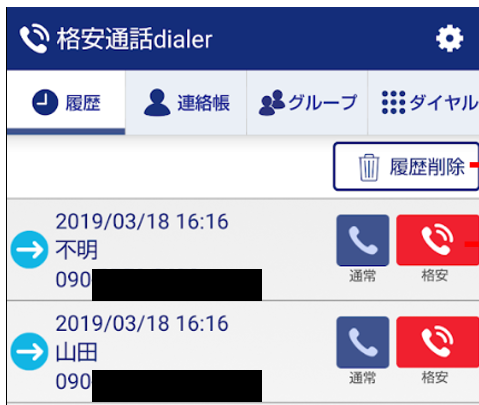 格安通話dialer
履歴 連絡帳 グループ ダイヤル
履歴削除
2019/03/18 16:16
不明
090
通常 格安
2019/03/18 16:16
山田
090
通常 格安